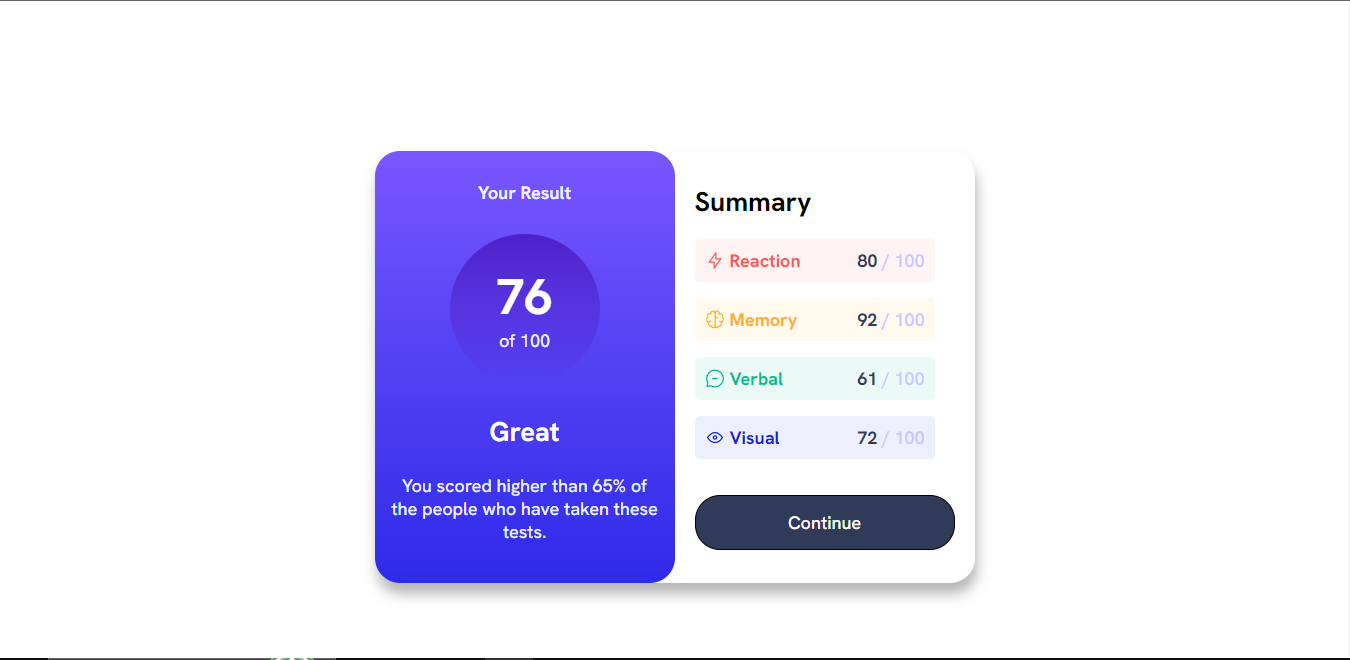 Your Result
76
of 100
Great
You scored higher than 65% of
the people who have taken these
tests.
Summary
Reaction 80 / 100
Memory 92 / 100
Verbal 61 / 100
Visual 72 / 100
Continue